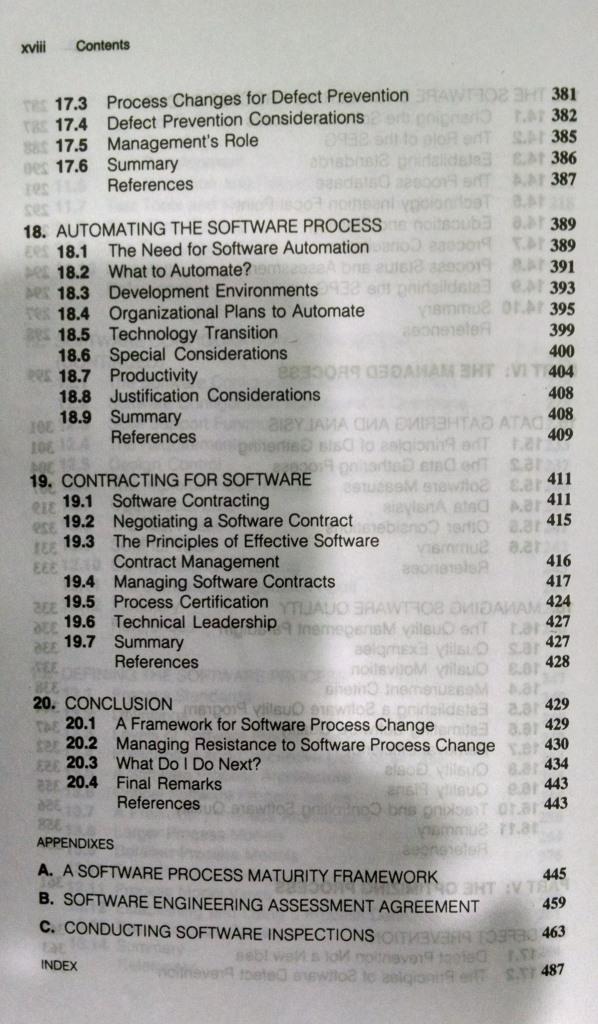 xviii Contents
17.3 Process Changes for Defect Prevention 381
17.4 Defect Prevention Considerations 382
17.5 Management's Role 385
17.6 Summary 386
References 387
18. AUTOMATING THE SOFTWARE PROCESS 389
18.1 The Need for Software Automation 389
18.2 What to Automate? 391
18.3 Development Environments 393
18.4 Organizational Plans to Automate 395
18.5 Technology Transition 399
18.6 Special Considerations 400
18.7 Productivity 404
18.8 Justification Considerations 408
18.9 Summary 408
References 409
19. CONTRACTING FOR SOFTWARE 411
19.1 Software Contracting 411
19.2 Negotiating a Software Contract 415
19.3 The Principles of Effective Software
Contract Management 416
19.4 Managing Software Contracts 417
19.5 Process Certification 424
19.6 Technical Leadership 427
19.7 Summary 427
References 428
20. CONCLUSION 429
20.1 A Framework for Software Process Change 429
20.2 Managing Resistance to Software Process Change 430
20.3 What Do I Do Next? 434
20.4 Final Remarks 443
References 443
APPENDIXES
A. A SOFTWARE PROCESS MATURITY FRAMEWORK 445
B. SOFTWARE ENGINEERING ASSESSMENT AGREEMENT 459
C. CONDUCTING SOFTWARE INSPECTIONS 463
INDEX 487